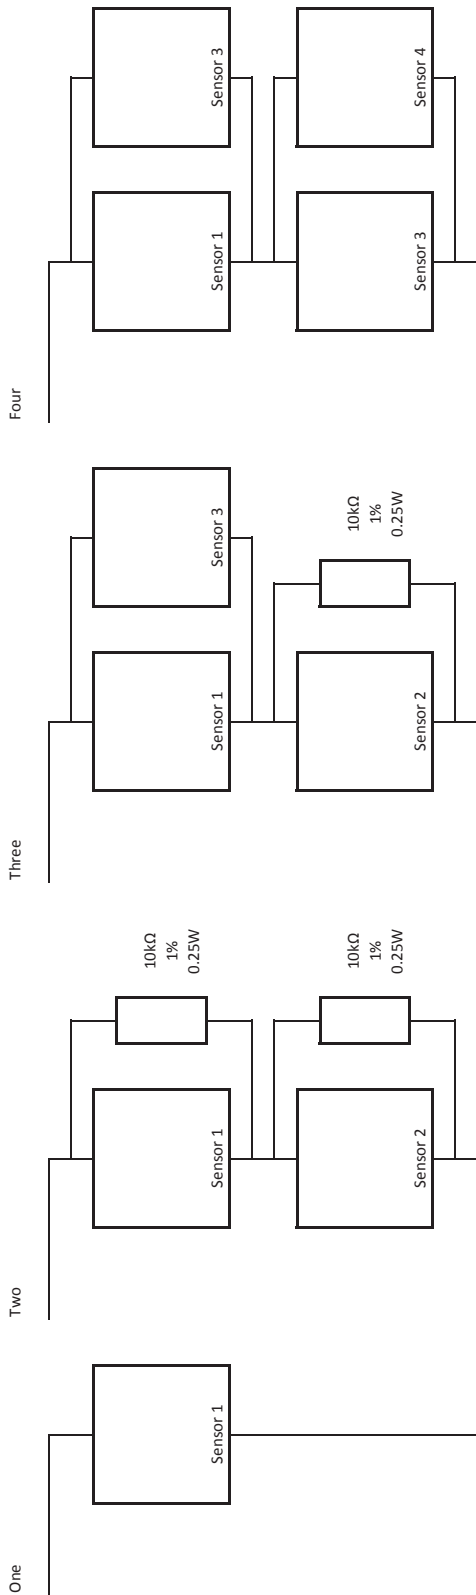 One
Sensor 1
Two
Sensor 1
10kΩ
1%
0.25W
Sensor 2
10kΩ
1%
0.25W
Three
Sensor 1
Sensor 3
Sensor 2
10kΩ
1%
0.25W
Four
Sensor 1
Sensor 3
Sensor 3
Sensor 4